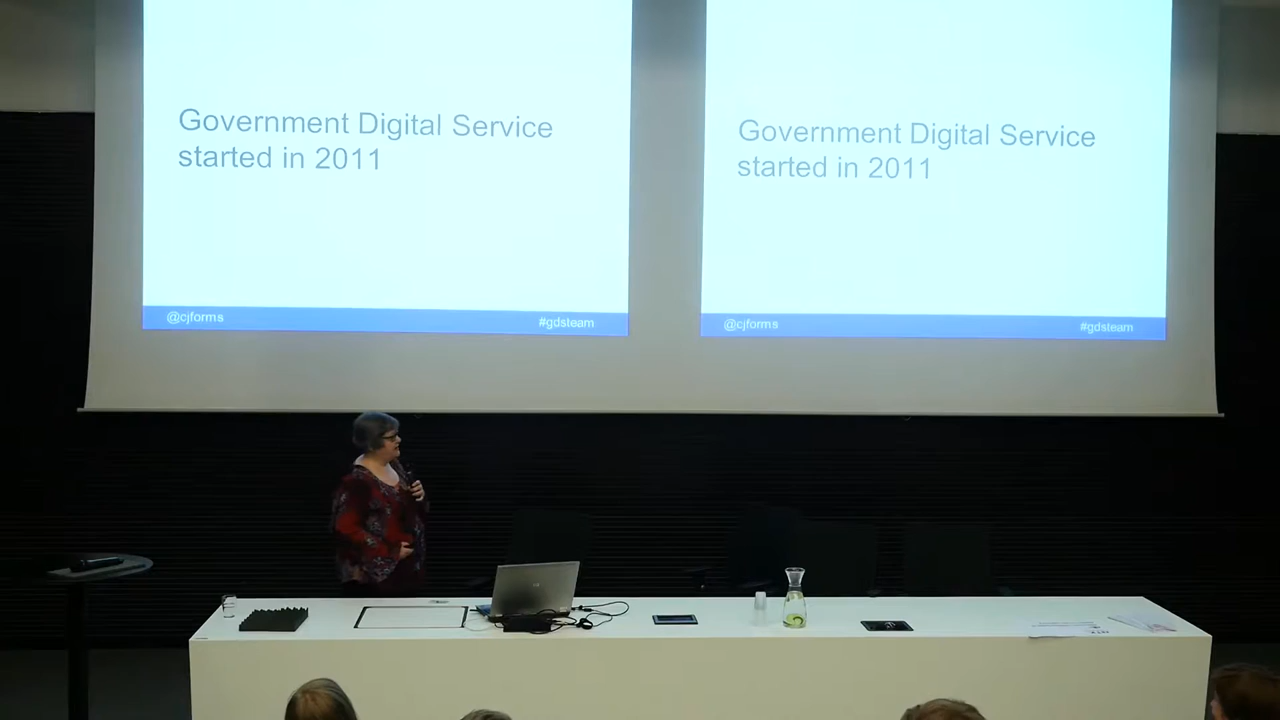 Government Digital Service
started in 2011
@cjforms #gdsteam
Government Digital Service
started in 2011
@cjforms #gdsteam